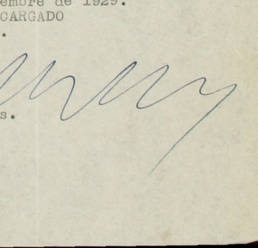 embre de 1929.
CARGADO
.
s.